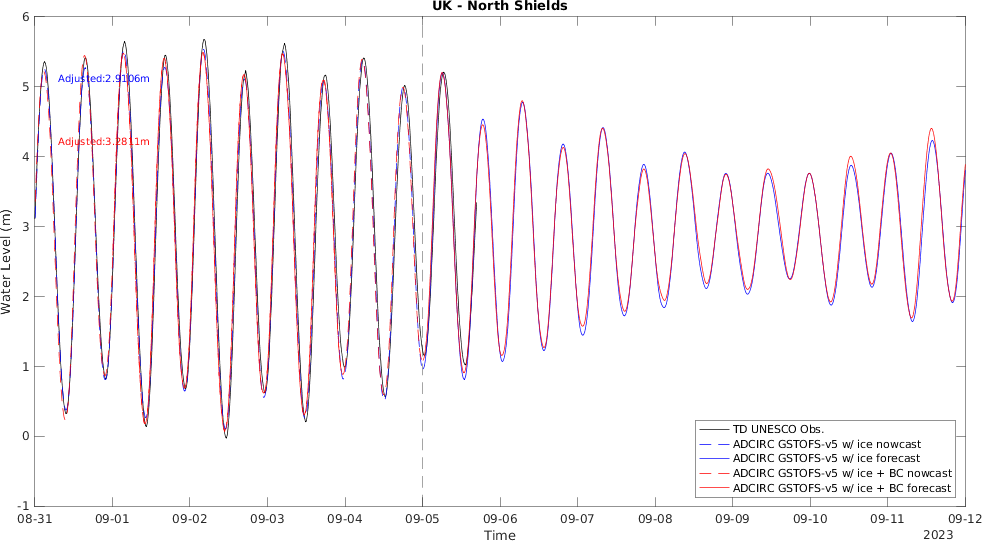 UK - North Shields
6
5
4
3
2
1
0
-1
Water Level (m)
Adjusted:2.9106m
Adjusted:3.2811m
TD UNESCO Obs.
ADCIRC GSTOFS-v5 w/ ice nowcast
ADCIRC GSTOFS-v5 w/ ice forecast
ADCIRC GSTOFS-v5 w/ ice + BC nowcast
ADCIRC GSTOFS-v5 w/ ice + BC forecast
08-31 09-01 09-02 09-03 09-04 09-05 09-06 09-07 09-08 09-09 09-10 09-11 09-12
Time
2023